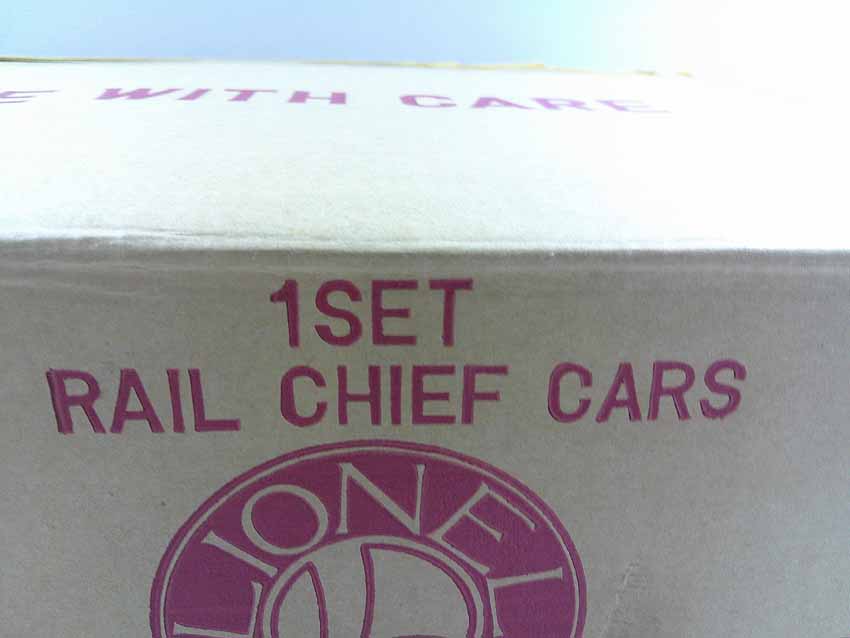 WITH CARE
1SET
RAIL CHIEF CARS
LIONEL